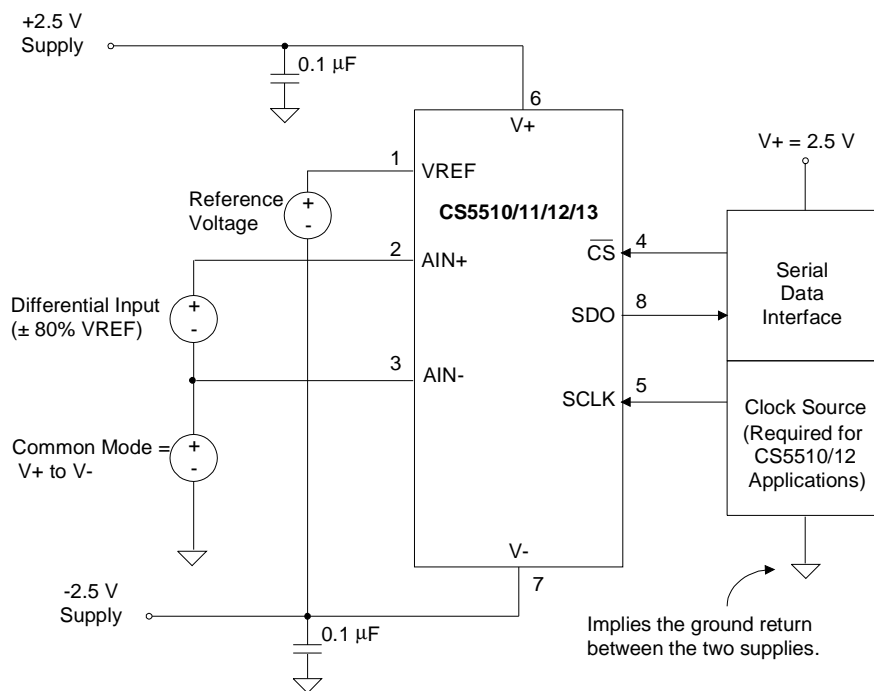 +2.5 V
Supply
0.1 µF
6
V+
V+ = 2.5 V
1
VREF
Reference
Voltage
CS5510/11/12/13
2
AIN+
4
CS
Serial
Data
Interface
Differential Input
(± 80% VREF)
8
SDO
3
AIN-
5
SCLK
Clock Source
(Required for
CS5510/12
Applications)
Common Mode =
V+ to V-
V-
7
-2.5 V
Supply
0.1 µF
Implies the ground return
between the two supplies.
+
-
+
-
+
-